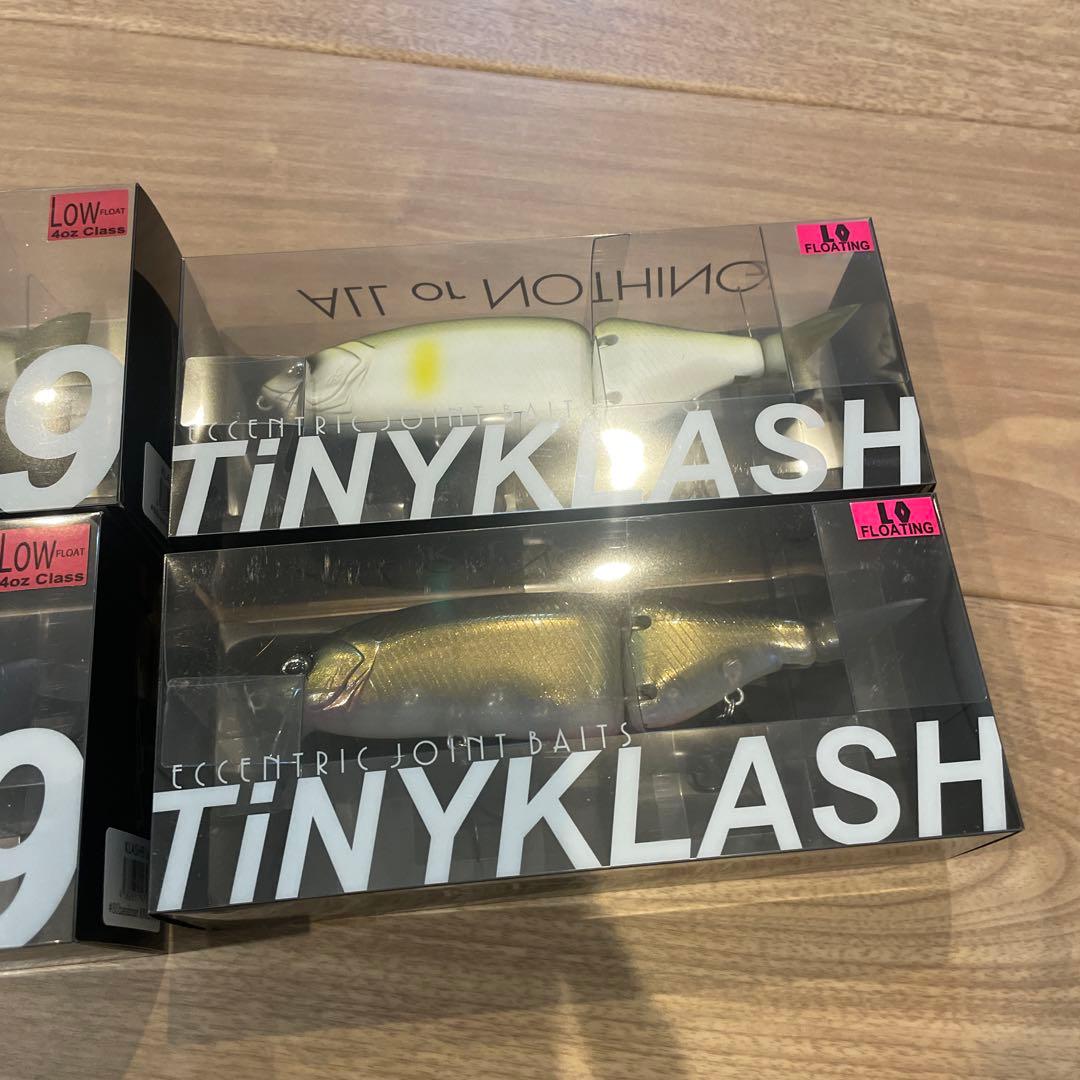 LOW FLOAT
4oz Class
9
LOW FLOAT
4oz Class
9
LO
FLOATING
ALL or NOTHING
ECCENTRIC JOINT BAITS
TiNYKLASH
LO
FLOATING
ECCENTRIC JOINT BAITS
TiNYKLASH